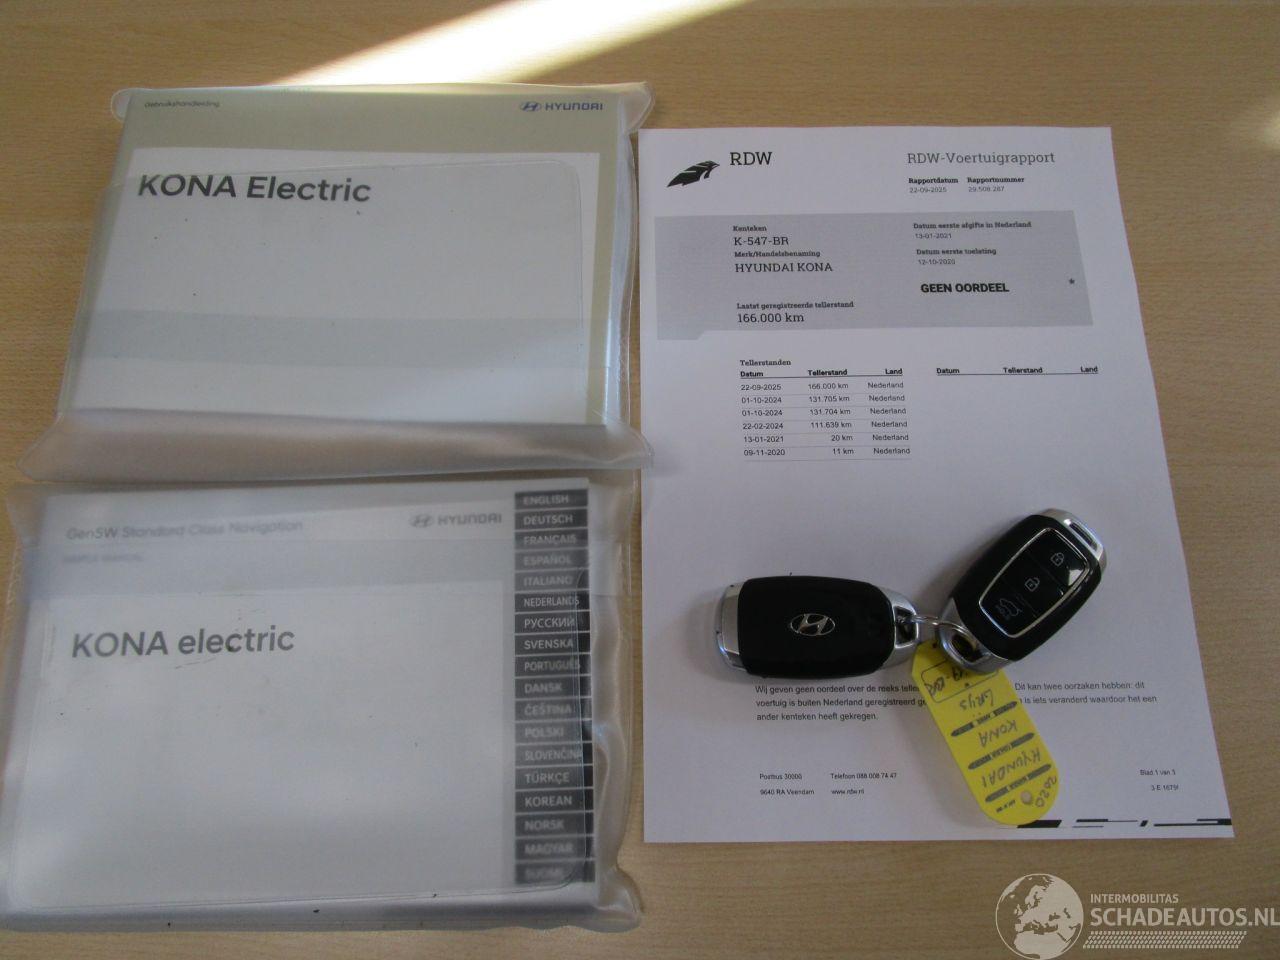 Gebruikshandleiding
HYUNDAI
KONA Electric
Gen5W Standard Class Navigation
HYUNDAI
KONA electric
ENGLISH
DEUTSCH
FRANÇAIS
ESPAÑOL
ITALIANO
NEDERLANDS
РУССКИЙ
SVENSKA
PORTUGUÊS
DANSK
ČEŠTINA
POLSKI
SLOVENČINA
TÜRKÇE
KOREAN
NORSK
MAGYAR
SUOMI
RDW
RDW-Voertuigrapport
Rapportdatum Rapportnummer
22-09-2025 29.508.287
Kenteken
K-547-BR
Merk/Handelsbenaming
HYUNDAI KONA
Datum eerste afgifte in Nederland
13-01-2021
Datum eerste toelating
12-10-2020
GEEN OORDEEL *
Laatst geregistreerde tellerstand
166.000 km
Tellerstanden
Datum Tellerstand Land Datum Tellerstand Land
22-09-2025 166.000 km Nederland
01-10-2024 131.705 km Nederland
01-10-2024 131.704 km Nederland
22-02-2024 111.639 km Nederland
13-01-2021 20 km Nederland
09-11-2020 11 km Nederland
Wij geven geen oordeel over de reeks Dit kan twee oorzaken hebben: dit
voertuig is buiten Nederland geregistreerd is iets veranderd waardoor het een
ander kenteken heeft gekregen.
Postbus 30000 Telefoon 088 008 74 47
9640 RA Veendam www.rdw.nl
Blad 1 van 3
3 E 1679f
GRYS
KONA
HYUNDAI
2020
INTERMOBILITAS
SCHADEAUTOS.NL